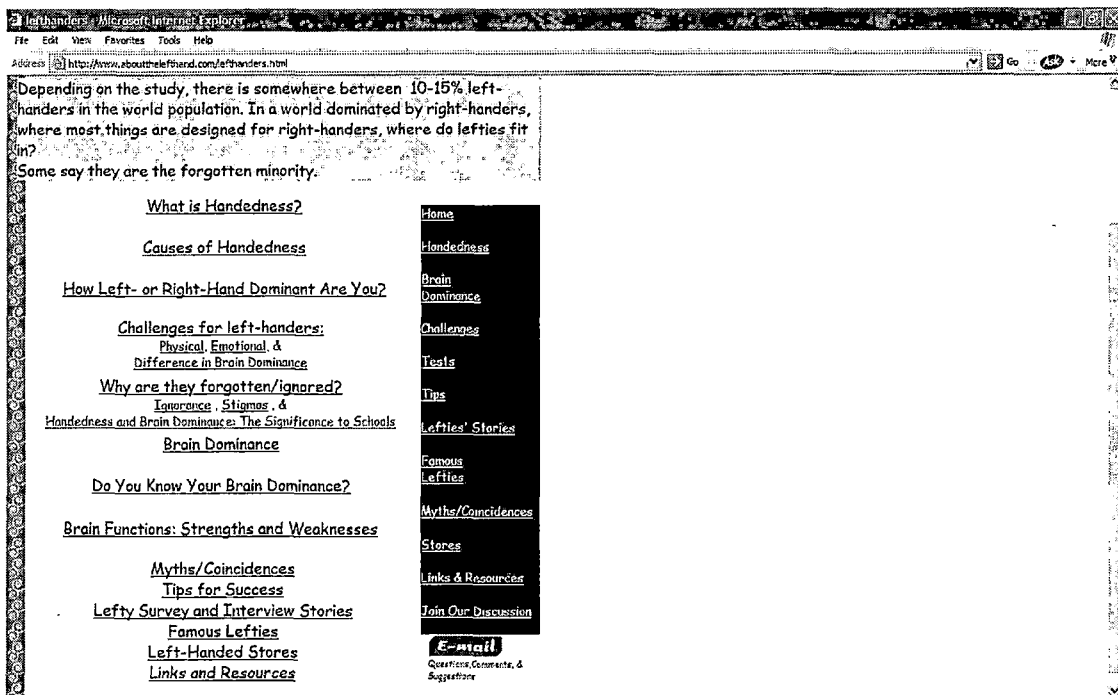 lefthanders - Microsoft Internet Explorer
File Edit View Favorites Tools Help
Address http://www.aboutthelefthand.com/lefthanders.html Go Ask More
Depending on the study, there is somewhere between 10-15% left-
handers in the world population. In a world dominated by right-handers,
where most things are designed for right-handers, where do lefties fit
in?
Some say they are the forgotten minority.
What is Handedness?
Causes of Handedness
How Left- or Right-Hand Dominant Are You?
Challenges for left-handers:
Physical, Emotional, &
Difference in Brain Dominance
Why are they forgotten/ignored?
Ignorance , Stigmas , &
Handedness and Brain Dominance: The Significance to Schools
Brain Dominance
Do You Know Your Brain Dominance?
Brain Functions: Strengths and Weaknesses
Myths/Coincidences
Tips for Success
Lefty Survey and Interview Stories
Famous Lefties
Left-Handed Stores
Links and Resources
Home
Handedness
Brain
Dominance
Challenges
Tests
Tips
Lefties' Stories
Famous
Lefties
Myths/Coincidences
Stores
Links & Resources
Join Our Discussion
E-mail
Questions,Comments, &
Suggestions